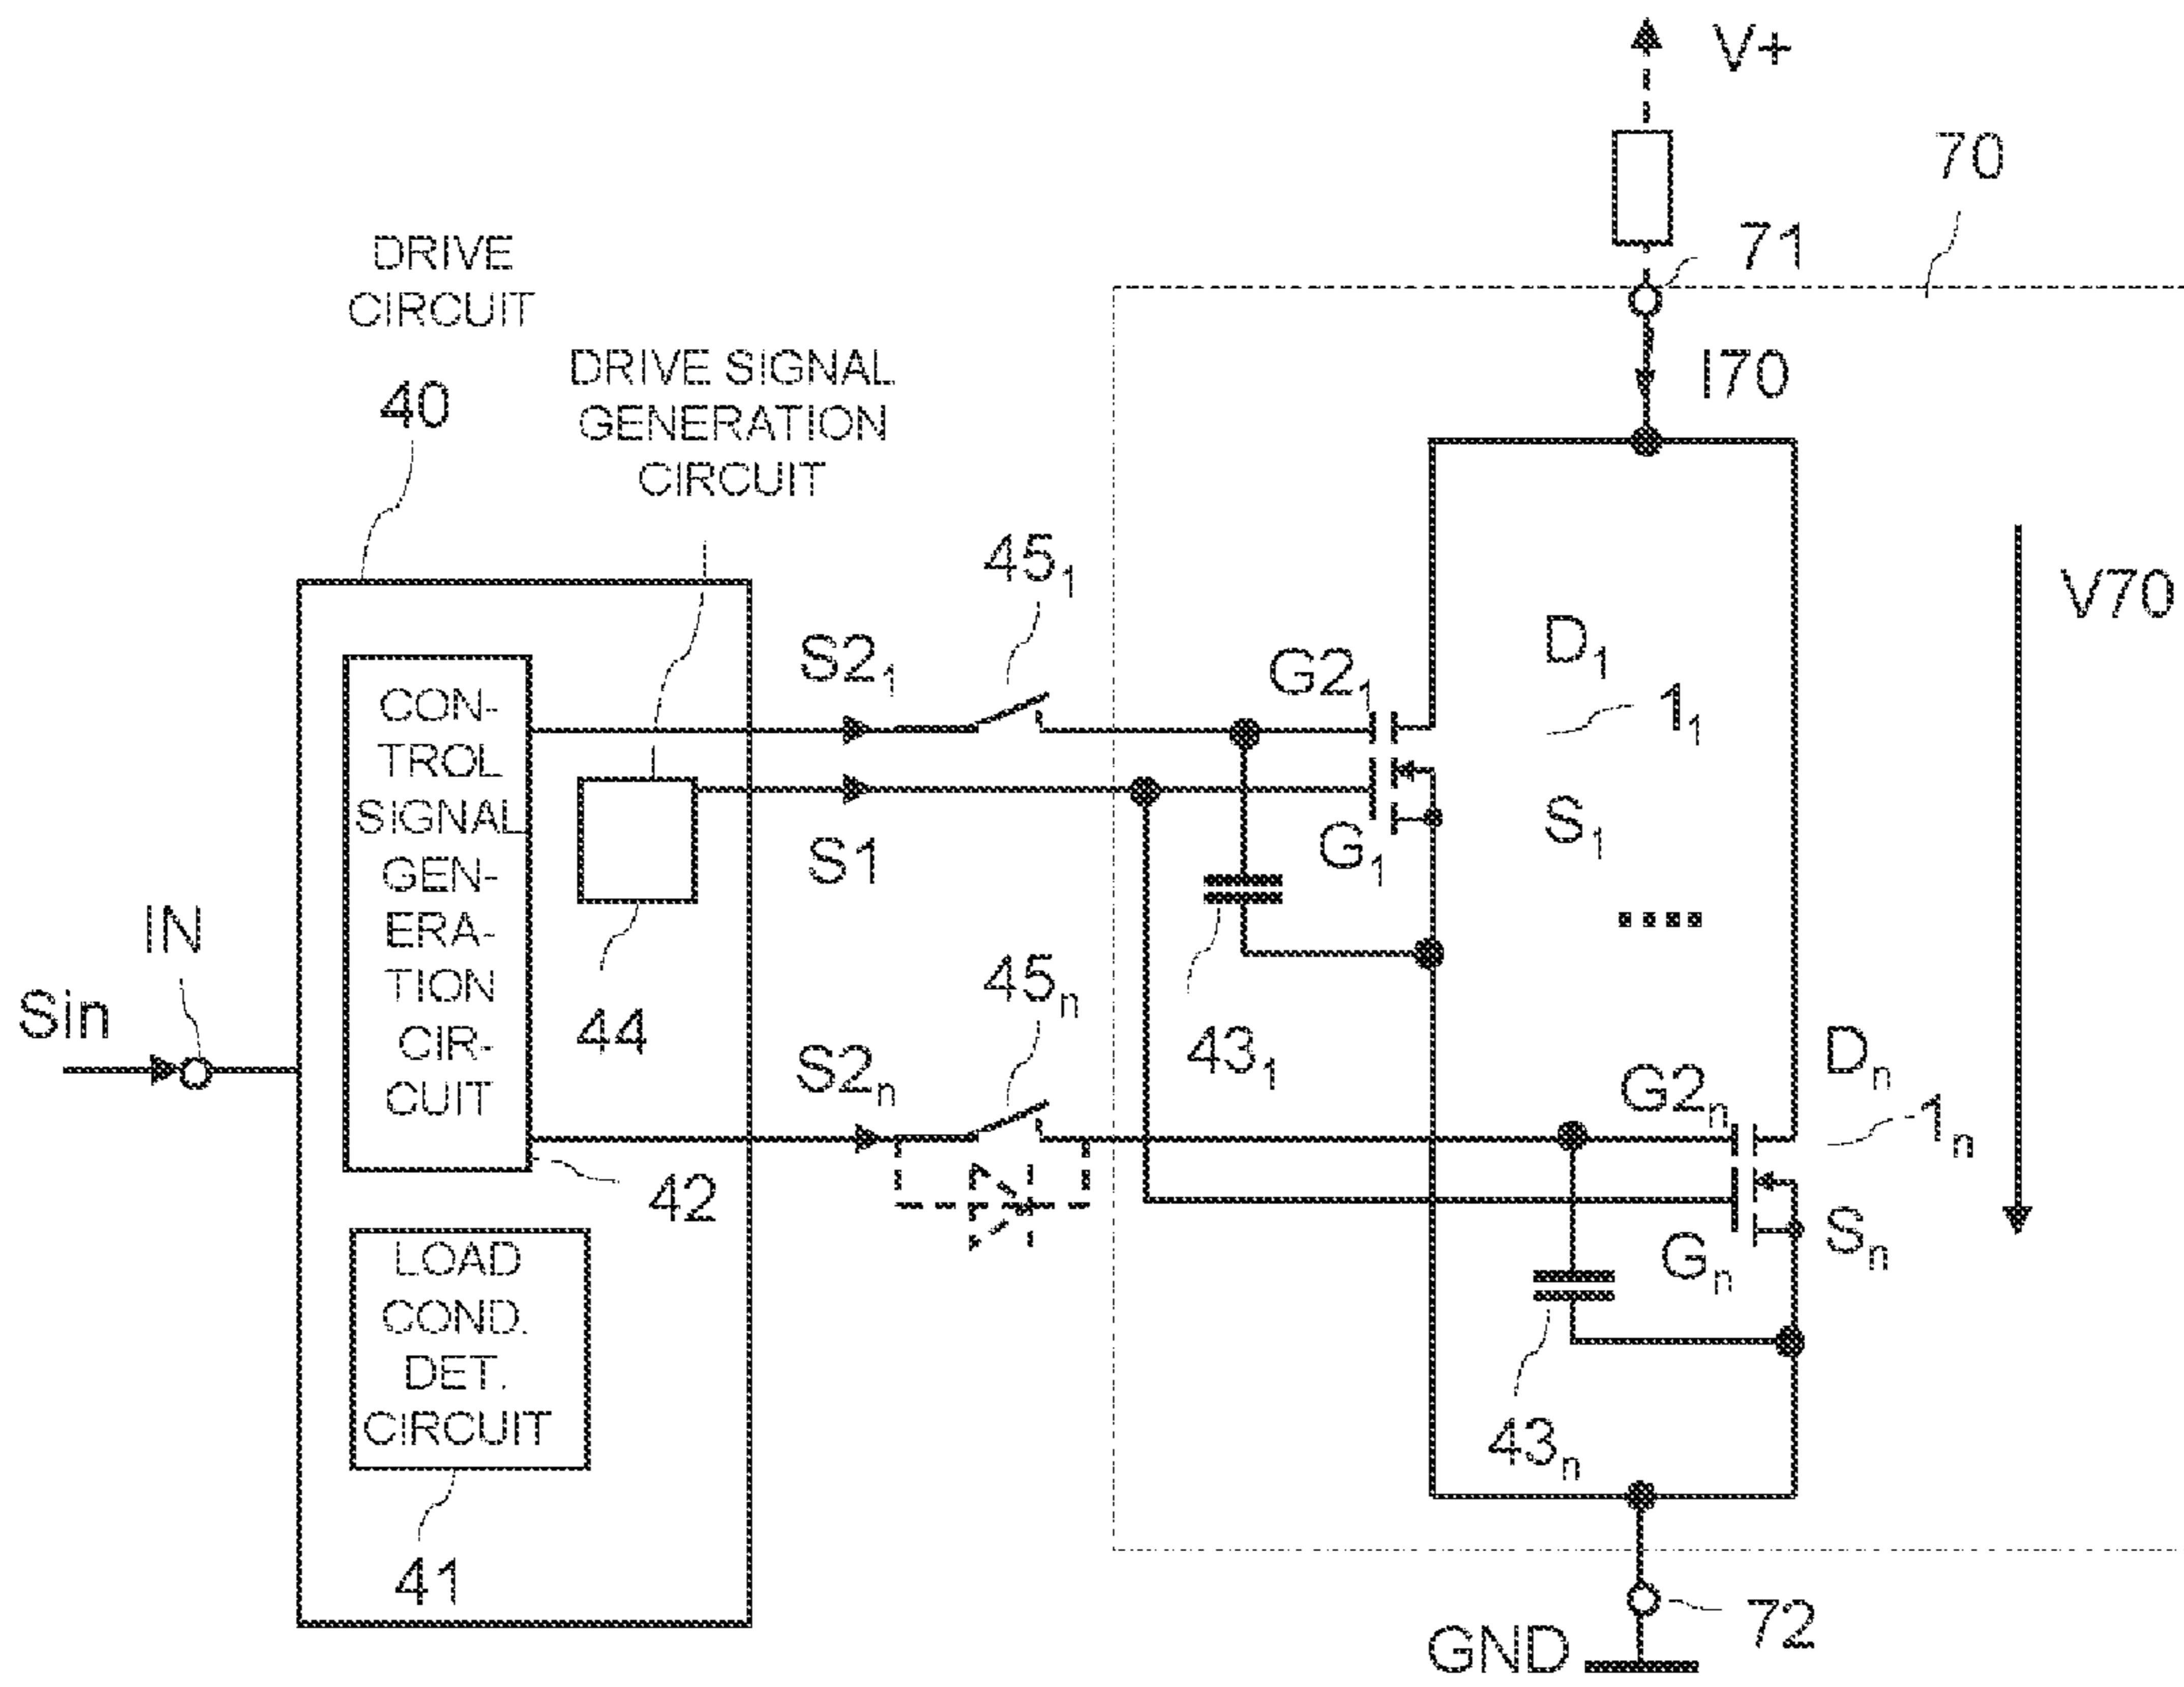 V+
70
71
DRIVE
CIRCUIT
40
DRIVE SIGNAL
GENERATION
CIRCUIT
I70
45₁
V70
S2₁
G2₁
D₁
1₁
CON-
TROL
SIGNAL
GEN-
ERA-
TION
CIR-
CUIT
S1
G₁
S₁
IN
Sin
44
43₁
45ₙ
S2ₙ
G2ₙ
Dₙ
1ₙ
42
Gₙ
Sₙ
LOAD
COND.
DET.
CIRCUIT
43ₙ
41
72
GND